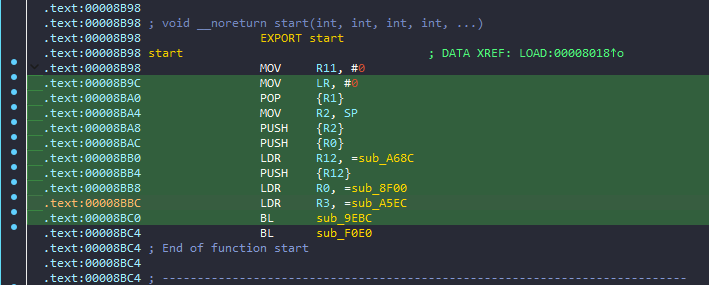 .text:00008B98
.text:00008B98 ; void __noreturn start(int, int, int, int, ...)
.text:00008B98 EXPORT start
.text:00008B98 start ; DATA XREF: LOAD:00008018↑o
.text:00008B98 MOV R11, #0
.text:00008B9C MOV LR, #0
.text:00008BA0 POP {R1}
.text:00008BA4 MOV R2, SP
.text:00008BA8 PUSH {R2}
.text:00008BAC PUSH {R0}
.text:00008BB0 LDR R12, =sub_A68C
.text:00008BB4 PUSH {R12}
.text:00008BB8 LDR R0, =sub_8F00
.text:00008BBC LDR R3, =sub_A5EC
.text:00008BC0 BL sub_9EBC
.text:00008BC4 BL sub_F0E0
.text:00008BC4 ; End of function start
.text:00008BC4
.text:00008BC4 ; ---------------------------------------------------------------------------